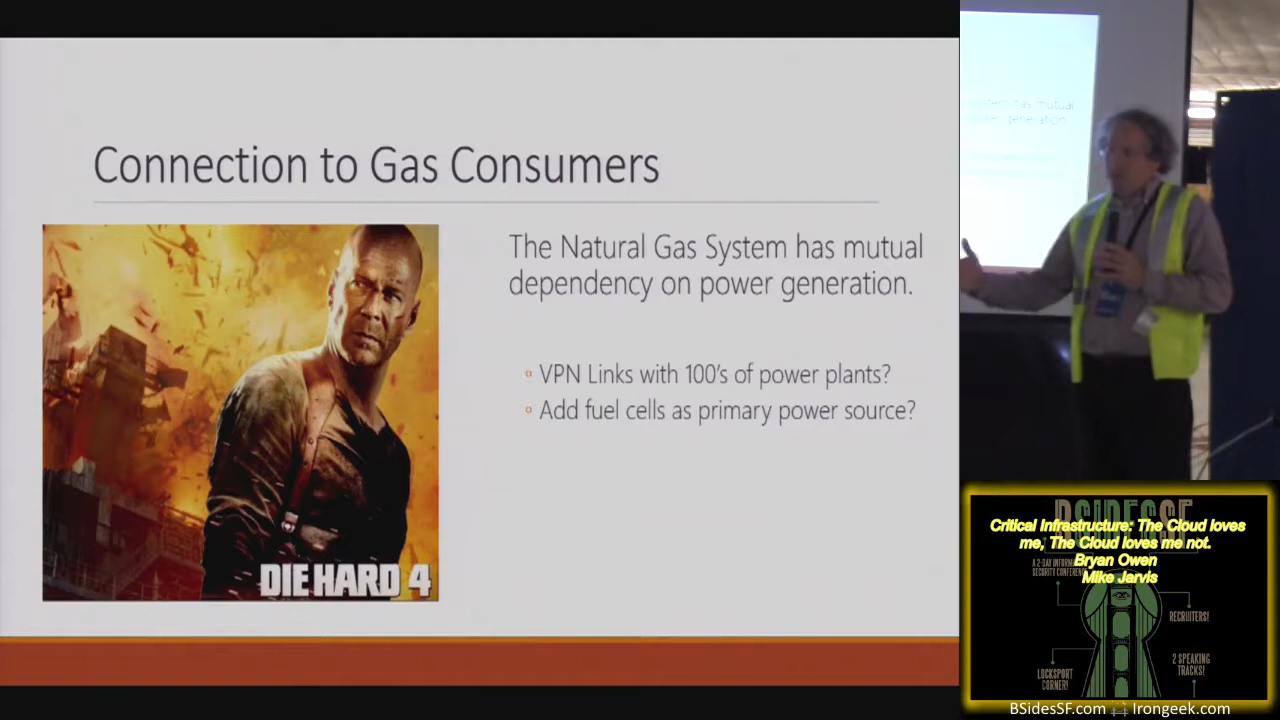 Connection to Gas Consumers
The Natural Gas System has mutual
dependency on power generation.
VPN Links with 100's of power plants?
Add fuel cells as primary power source?
DIE HARD 4
BSIDESSF
Critical Infrastructure: The Cloud loves
me, The Cloud loves me not.
Bryan Owen
Mike Jarvis
A 2-DAY
SECURITY CONFERENCE
RECRUITERS!
LOCKSPORT
CORNER!
2 SPEAKING
TRACKS!
BSidesSF.com
Irongeek.com